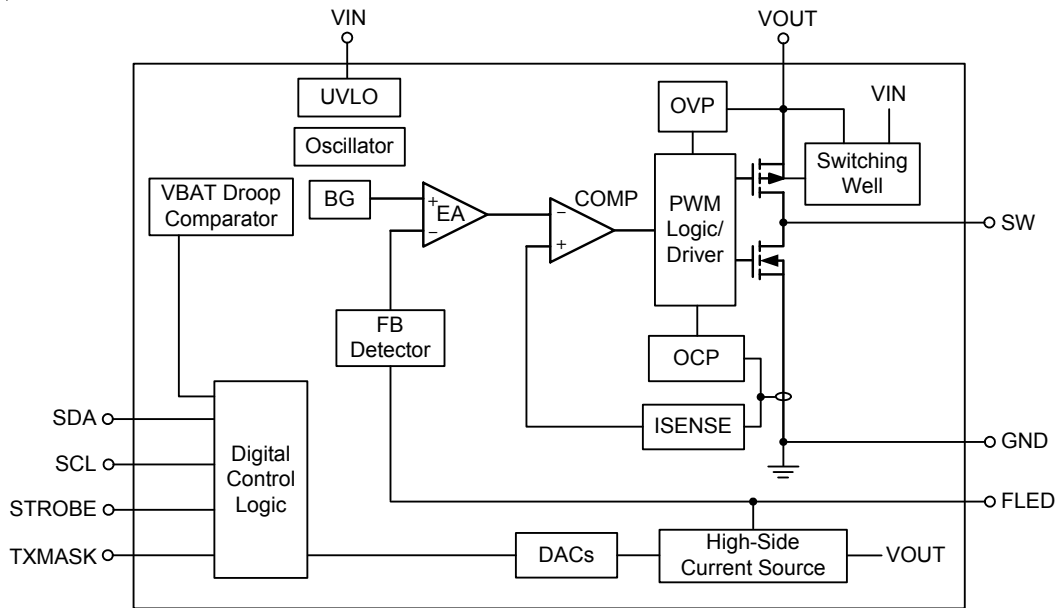 VIN
VOUT
UVLO
OVP
VIN
Oscillator
Switching
Well
VBAT Droop
Comparator
BG
+
EA
−
COMP
−
+
PWM
Logic/
Driver
SW
FB
Detector
OCP
ISENSE
SDA
SCL
STROBE
TXMASK
Digital
Control
Logic
GND
FLED
DACs
High-Side
Current Source
VOUT